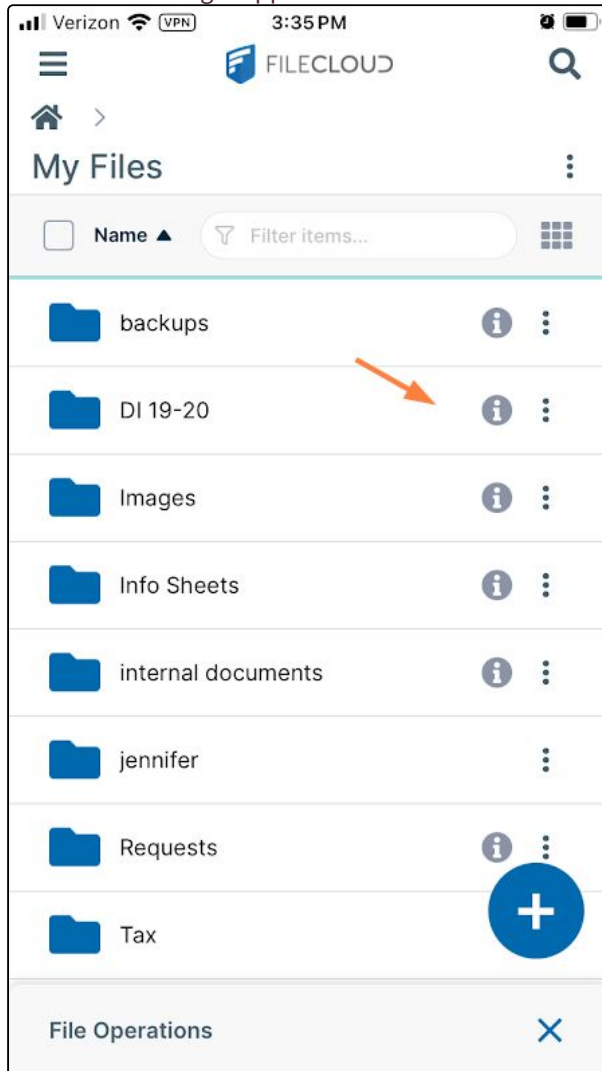 Verizon VPN 3:35 PM
FILECLOUD
My Files
Name ▲ Filter items...
backups
DI 19-20
Images
Info Sheets
internal documents
jennifer
Requests
Tax
File Operations